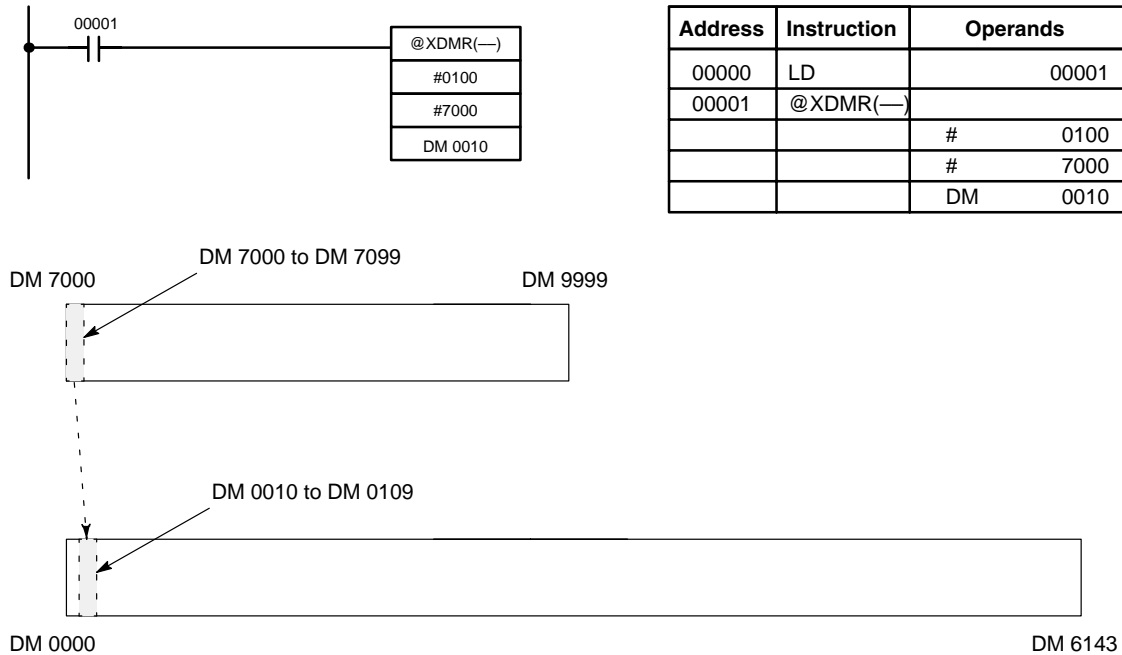 00001
@XDMR(––)
#0100
#7000
DM 0010
Address Instruction Operands
00000 LD 00001
00001 @XDMR(––)
# 0100
# 7000
DM 0010
DM 7000 to DM 7099
DM 7000 DM 9999
DM 0010 to DM 0109
DM 0000 DM 6143